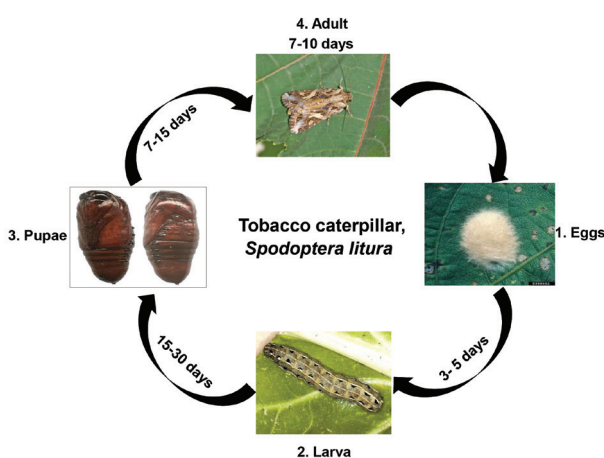 4. Adult
7-10 days
7-15 days
3. Pupae
Tobacco caterpillar,
Spodoptera litura
1. Eggs
15-30 days
3- 5 days
2. Larva